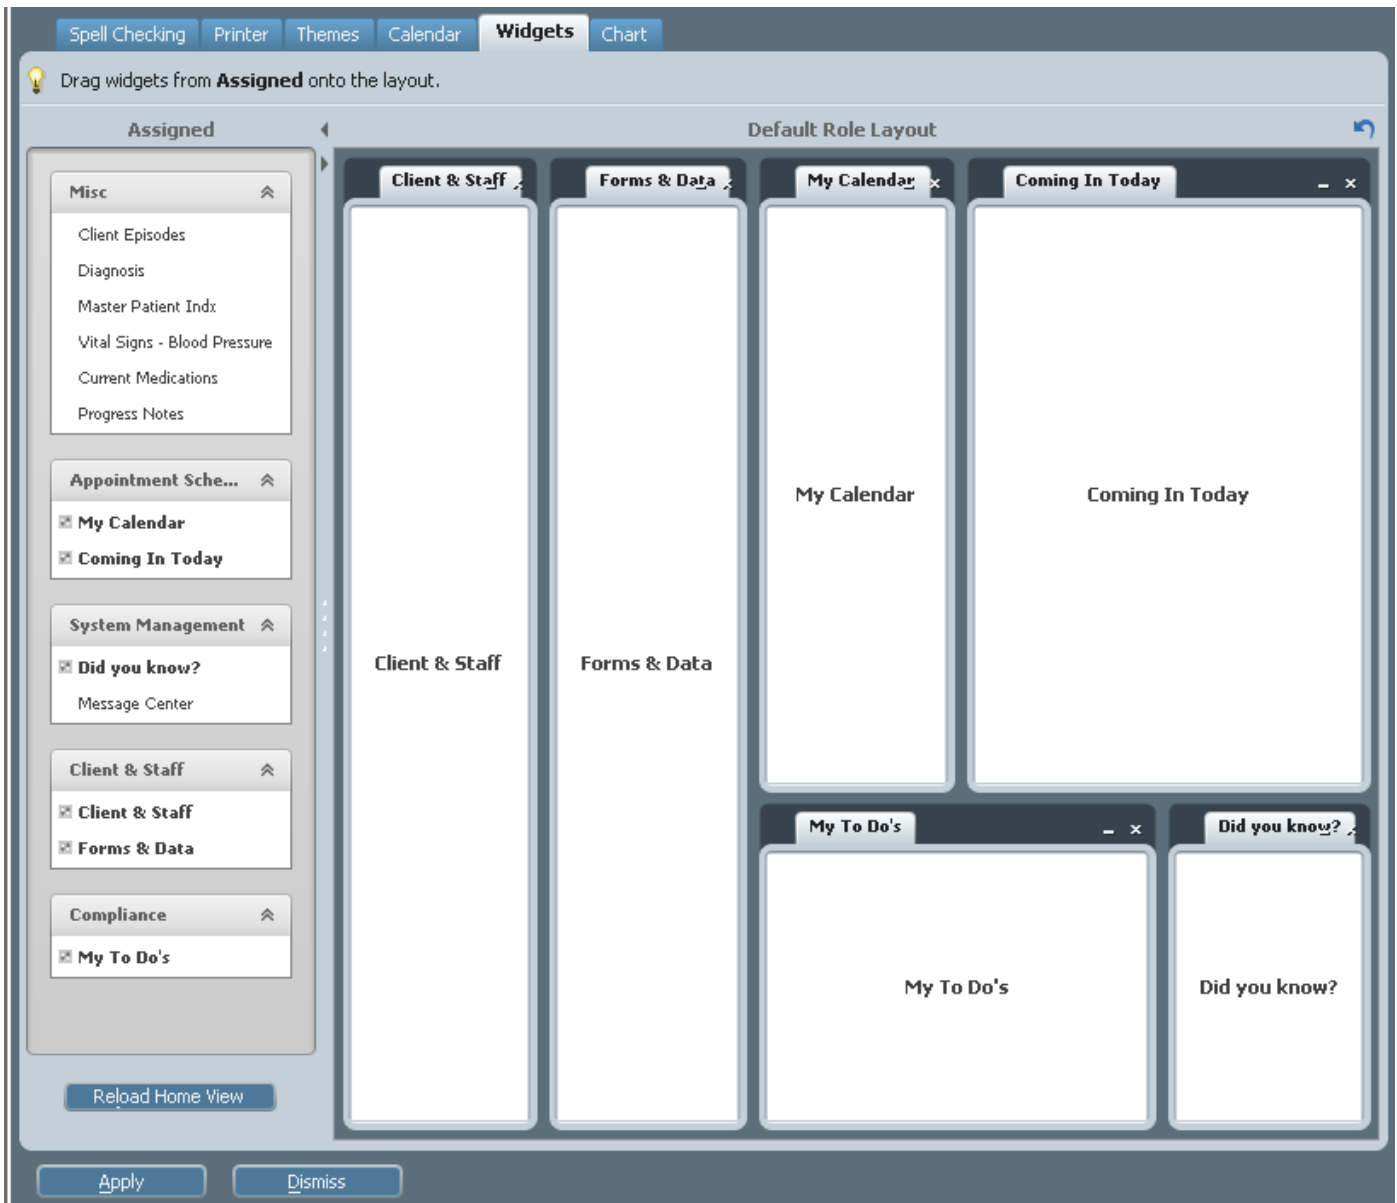 Spell Checking Printer Themes Calendar Widgets Chart
Drag widgets from Assigned onto the layout.
Assigned
Default Role Layout
Misc
Client Episodes
Diagnosis
Master Patient Indx
Vital Signs - Blood Pressure
Current Medications
Progress Notes
Appointment Sche...
My Calendar
Coming In Today
System Management
Did you know?
Message Center
Client & Staff
Client & Staff
Forms & Data
Compliance
My To Do's
Reload Home View
Client & Staff
Client & Staff
Forms & Data
Forms & Data
My Calendar
My Calendar
Coming In Today
Coming In Today
My To Do's
My To Do's
Did you know?
Did you know?
Apply
Dismiss